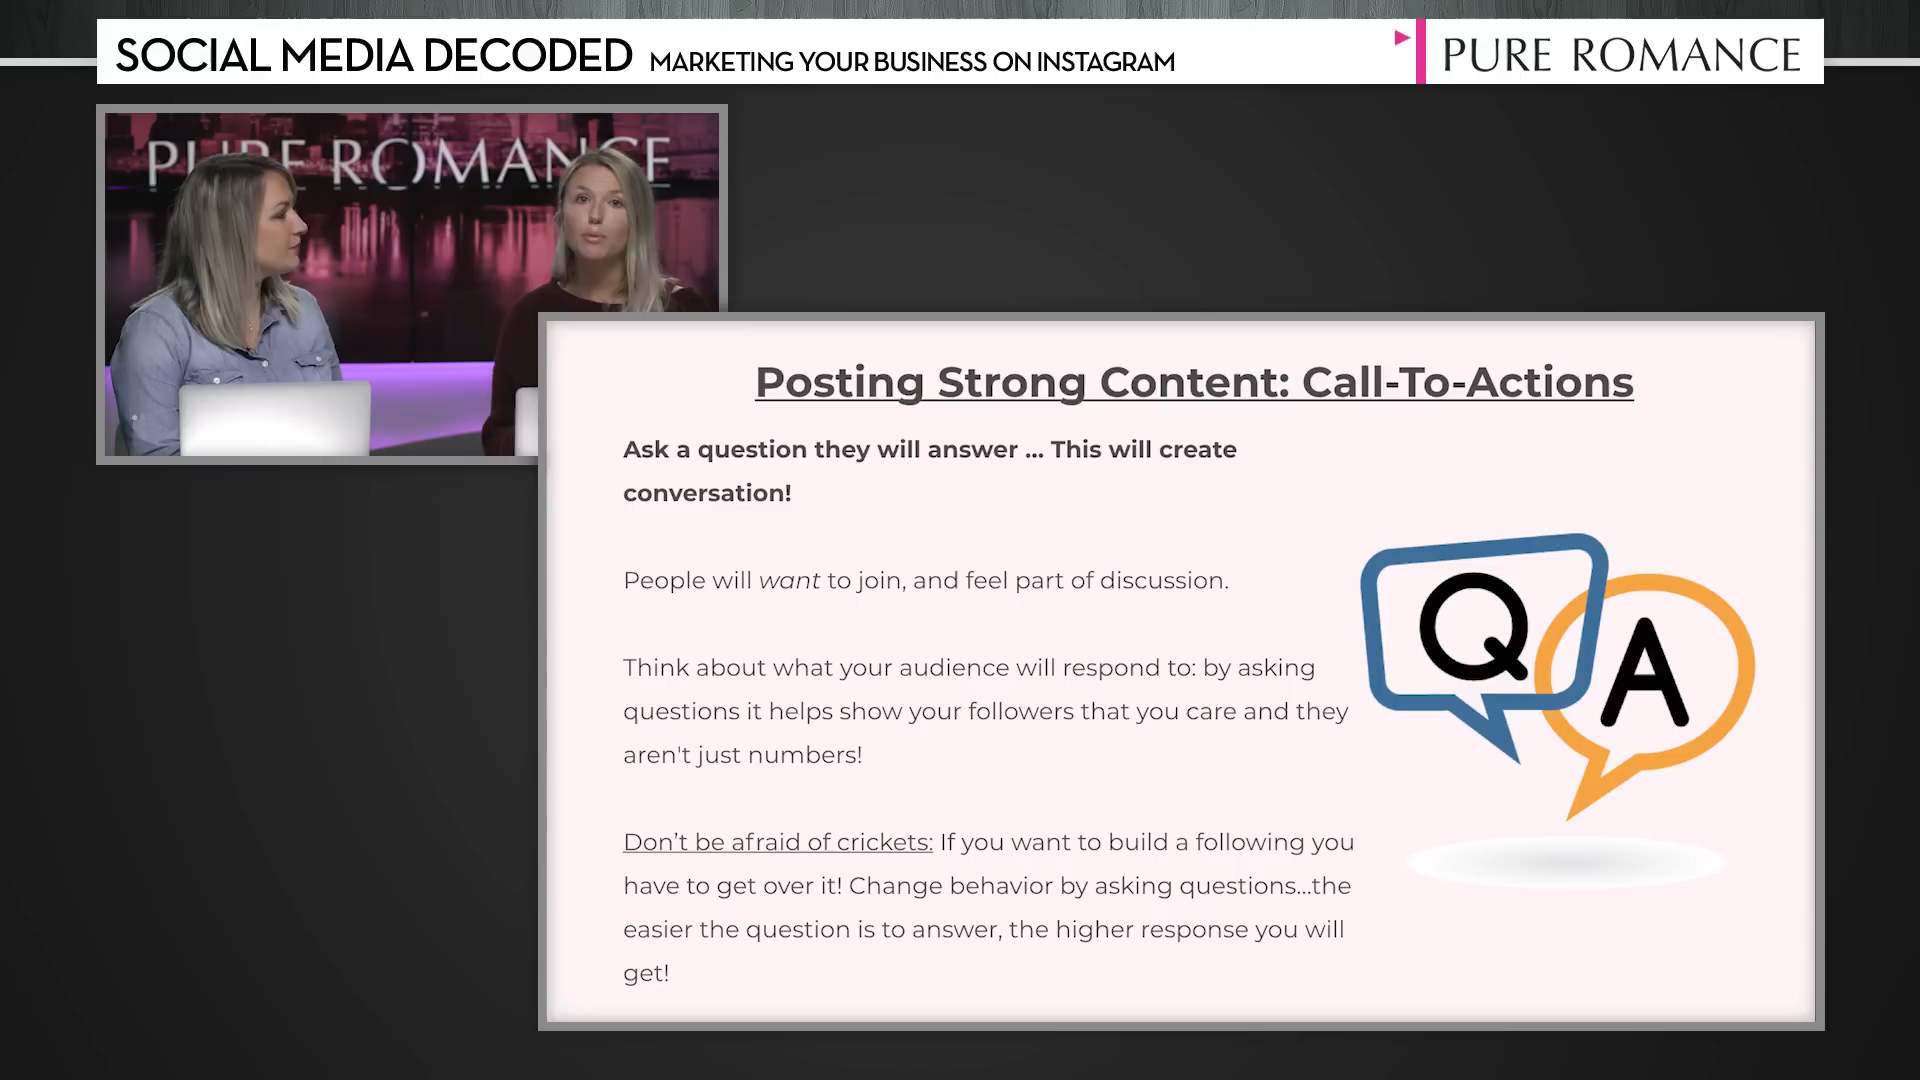 SOCIAL MEDIA DECODED MARKETING YOUR BUSINESS ON INSTAGRAM
PURE ROMANCE
PURE ROMANCE
Posting Strong Content: Call-To-Actions
Ask a question they will answer ... This will create
conversation!
People will want to join, and feel part of discussion.
Think about what your audience will respond to: by asking
questions it helps show your followers that you care and they
aren't just numbers!
Q
A
Don’t be afraid of crickets: If you want to build a following you
have to get over it! Change behavior by asking questions...the
easier the question is to answer, the higher response you will
get!